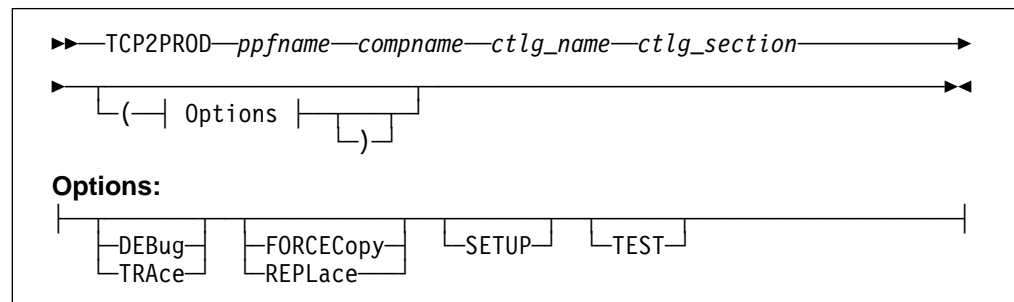 TCP2PROD ppfname compname ctlg_name ctlg_section
( Options )
Options:
DEBug FORCECopy SETUP TEST
TRAce REPLace